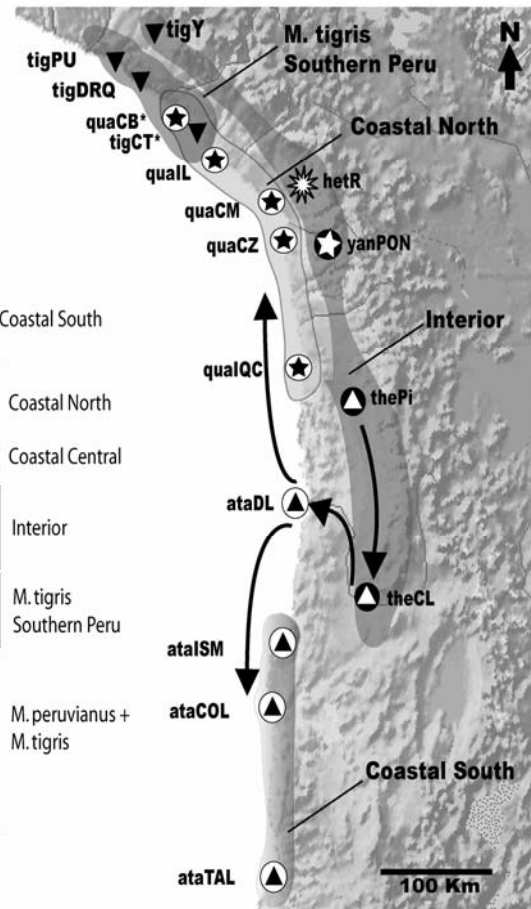 tigY
N
M. tigris
Southern Peru
tigPU
tigDRQ
quaCB*
tigCT*
Coastal North
quaIL
hetR
quaCM
yanPON
quaCZ
Coastal South
Interior
quaIQC
thePi
Coastal North
Coastal Central
ataDL
Interior
theCL
M. tigris
Southern Peru
ataISM
ataCOL
M. peruvianus +
M. tigris
Coastal South
ataTAL
100 Km